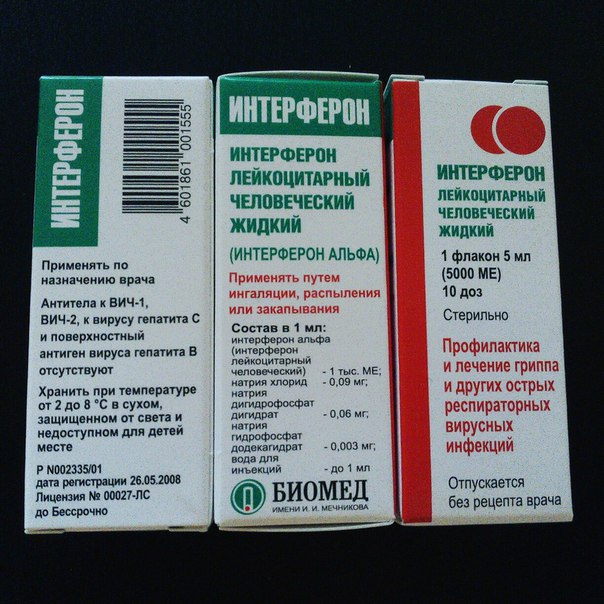 ИНТЕРФЕРОН
4 601861 001555
Применять по
назначению врача
Антитела к ВИЧ-1,
ВИЧ-2, к вирусу гепатита С
и поверхностный
антиген вируса гепатита В
отсутствуют
Хранить при температуре
от 2 до 8 °С в сухом,
защищенном от света и
недоступном для детей
месте
Р N002335/01
дата регистрации 26.05.2008
Лицензия № 00027-ЛС
до Бессрочно
ИНТЕРФЕРОН
ИНТЕРФЕРОН
ЛЕЙКОЦИТАРНЫЙ
ЧЕЛОВЕЧЕСКИЙ
ЖИДКИЙ
(ИНТЕРФЕРОН АЛЬФА)
Применять путем
ингаляции, распыления
или закапывания
Состав в 1 мл:
интерферон альфа
(интерферон
лейкоцитарный
человеческий) - 1 тыс. МЕ;
натрия хлорид - 0,09 мг;
натрия
дигидрофосфат
дигидрат - 0,06 мг;
натрия
гидрофосфат
додекагидрат - 0,003 мг;
вода для
инъекций - до 1 мл
БИОМЕД
ИМЕНИ И. И. МЕЧНИКОВА
ИНТЕРФЕРОН
ЛЕЙКОЦИТАРНЫЙ
ЧЕЛОВЕЧЕСКИЙ
ЖИДКИЙ
1 флакон 5 мл
(5000 МЕ)
10 доз
Стерильно
Профилактика
и лечение гриппа
и других острых
респираторных
вирусных
инфекций
Отпускается
без рецепта врача